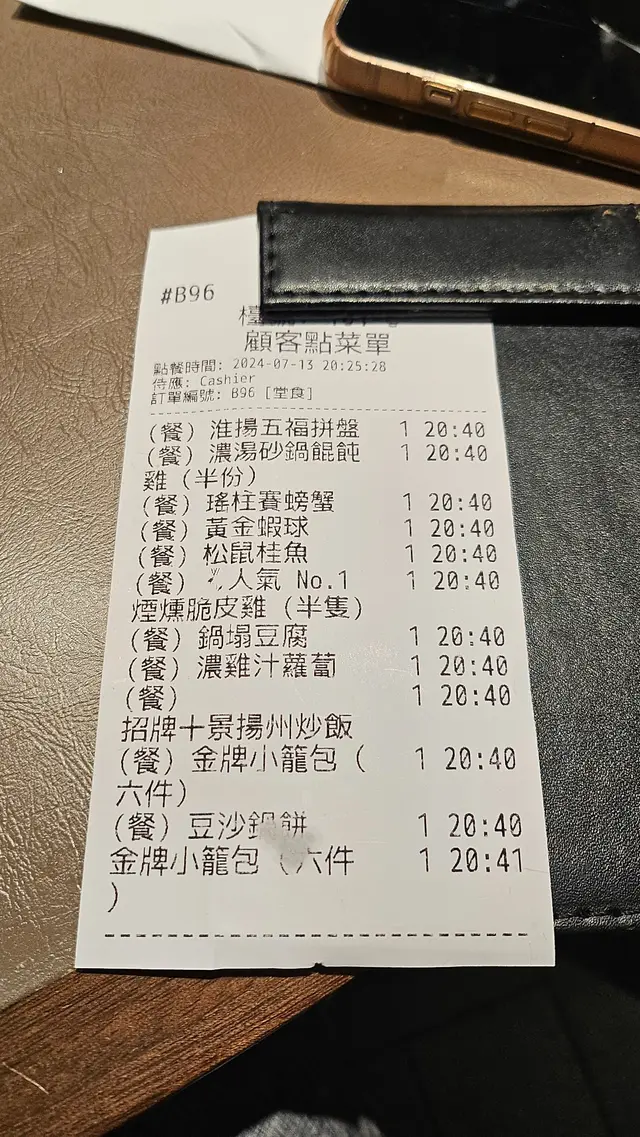 #B96
顧客點菜單
點餐時間: 2024-07-13 20:25:28
侍應: Cashier
訂單編號: B96 [堂食]
(餐) 淮揚五福拼盤 1 20:40
(餐) 濃湯砂鍋餛飩 1 20:40
雞 (半份)
(餐) 瑤柱賽螃蟹 1 20:40
(餐) 黃金蝦球 1 20:40
(餐) 松鼠桂魚 1 20:40
(餐) 人氣 No.1 1 20:40
煙燻脆皮雞 (半隻)
(餐) 鍋塌豆腐 1 20:40
(餐) 濃雞汁蘿蔔 1 20:40
(餐) 1 20:40
招牌十景揚州炒飯
(餐) 金牌小籠包 ( 1 20:40
六件)
(餐) 豆沙鍋餅 1 20:40
金牌小籠包 (六件 1 20:41
)